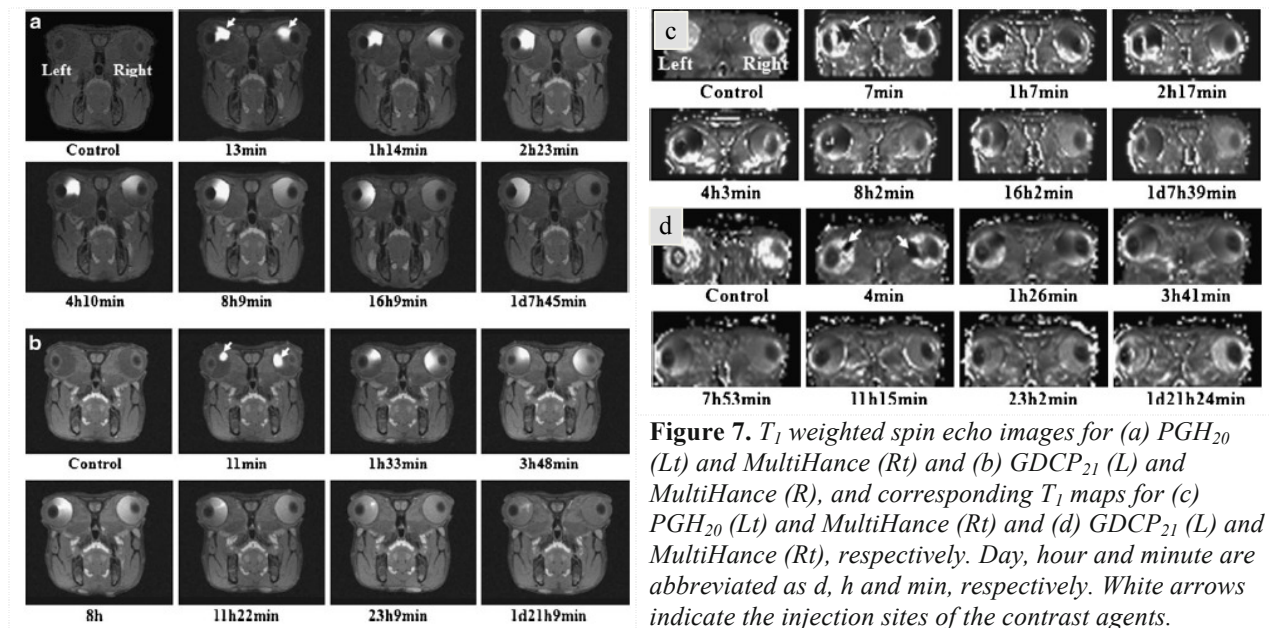 a
Left Right
Control 13min 1h14min 2h23min
4h10min 8h9min 16h9min 1d7h45min
b
Control 11min 1h33min 3h48min
8h 11h22min 23h9min 1d21h9min
c
Left Right
Control 7min 1h7min 2h17min
4h3min 8h2min 16h2min 1d7h39min
d
Control 4min 1h26min 3h41min
7h53min 11h15min 23h2min 1d21h24min
Figure 7. T₁ weighted spin echo images for (a) PGH₂₀
(Lt) and MultiHance (Rt) and (b) GDCP₂₁ (L) and
MultiHance (R), and corresponding T₁ maps for (c)
PGH₂₀ (Lt) and MultiHance (Rt) and (d) GDCP₂₁ (L) and
MultiHance (Rt), respectively. Day, hour and minute are
abbreviated as d, h and min, respectively. White arrows
indicate the injection sites of the contrast agents.